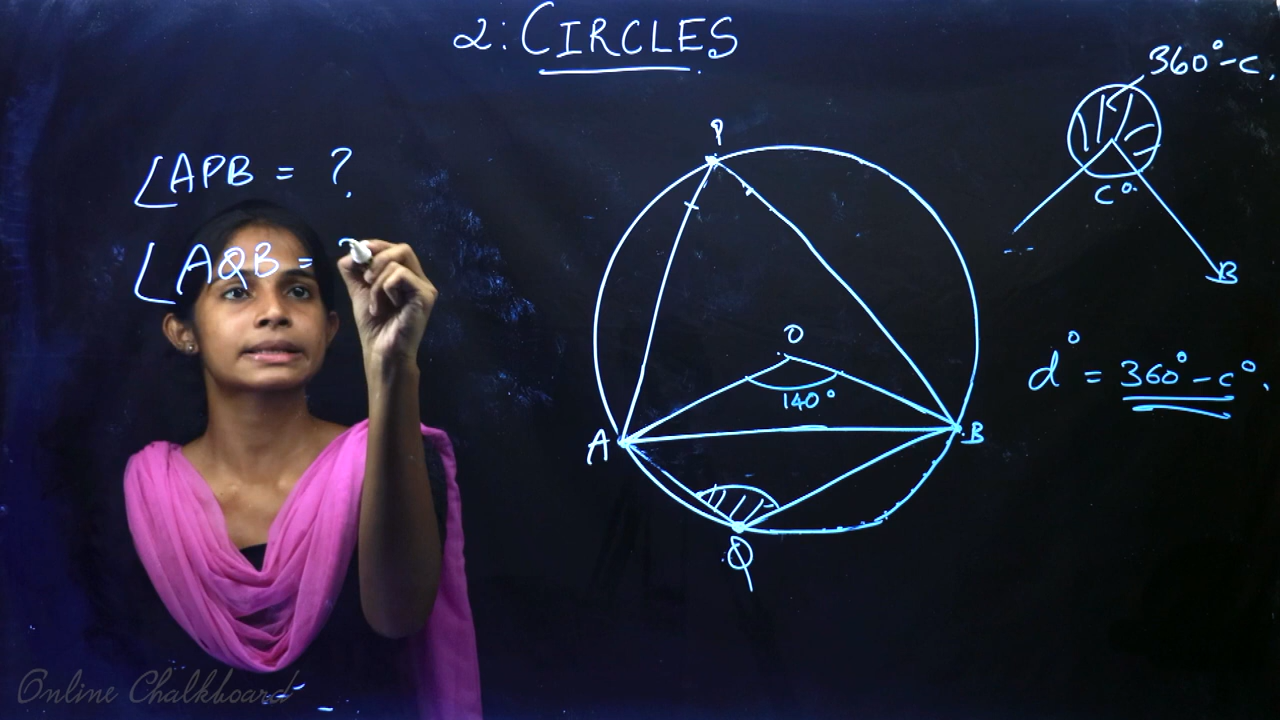 2: CIRCLES
∠APB = ?
∠AQB = ?
P
O
140°
A
B
Q
360° - c
c°
B
d° = 360° - c°.
Online Chalkboard